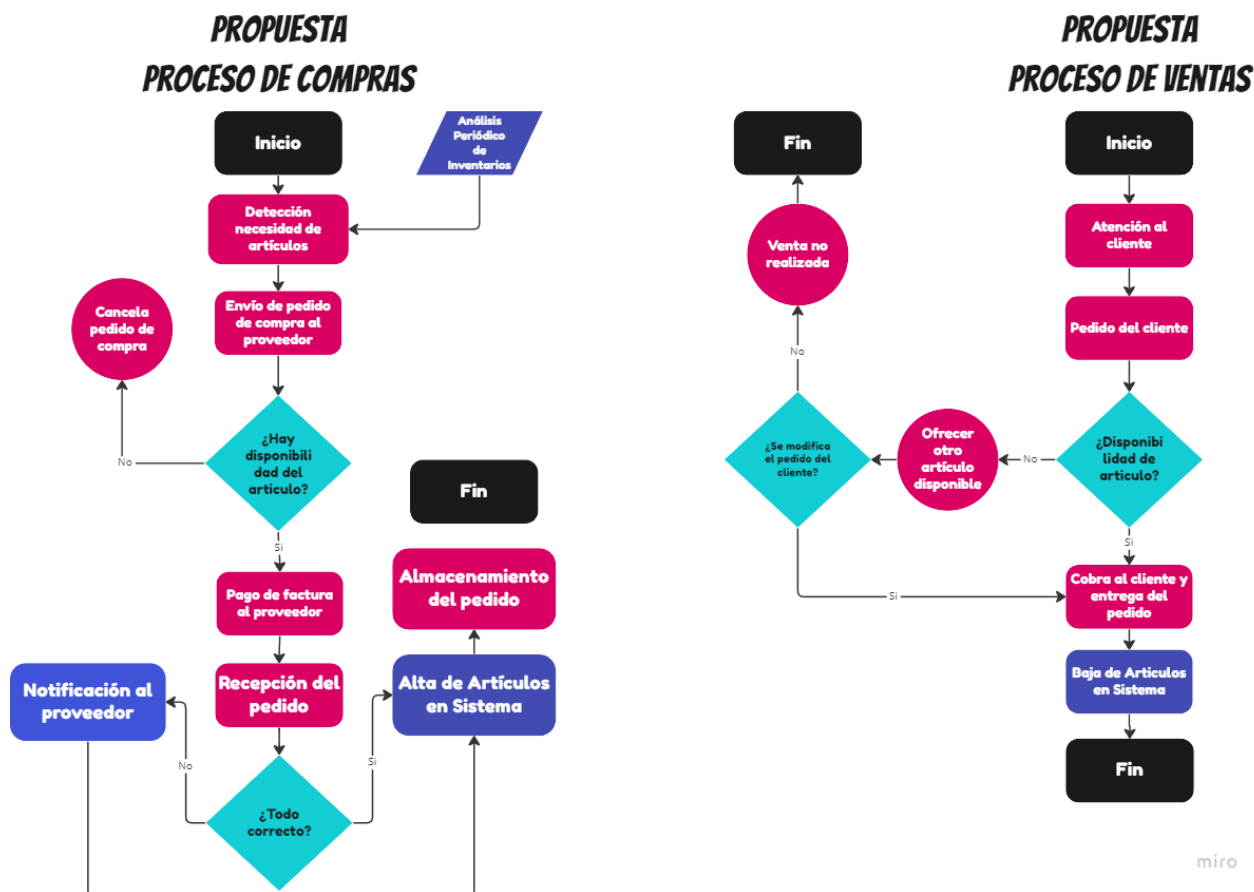 PROPUESTA
PROCESO DE COMPRAS
Inicio
Análisis
Periódico
de
Inventarios
Detección
necesidad de
artículos
Envío de pedido
de compra al
proveedor
Cancela
pedido de
compra
¿Hay
disponibili
dad del
articulo?
No
Si
Fin
Pago de factura
al proveedor
Almacenamiento
del pedido
Recepción del
pedido
Alta de Artículos
en Sistema
Notificación al
proveedor
No
Si
¿Todo
correcto?
PROPUESTA
PROCESO DE VENTAS
Inicio
Fin
Atención al
cliente
Venta no
realizada
Pedido del cliente
No
¿Disponibi
lidad de
articulo?
No
Ofrecer
otro
artículo
disponible
¿Se modifica
el pedido del
cliente?
Si
Si
Cobra al cliente y
entrega del
pedido
Baja de Articulos
en Sistema
Fin
miro